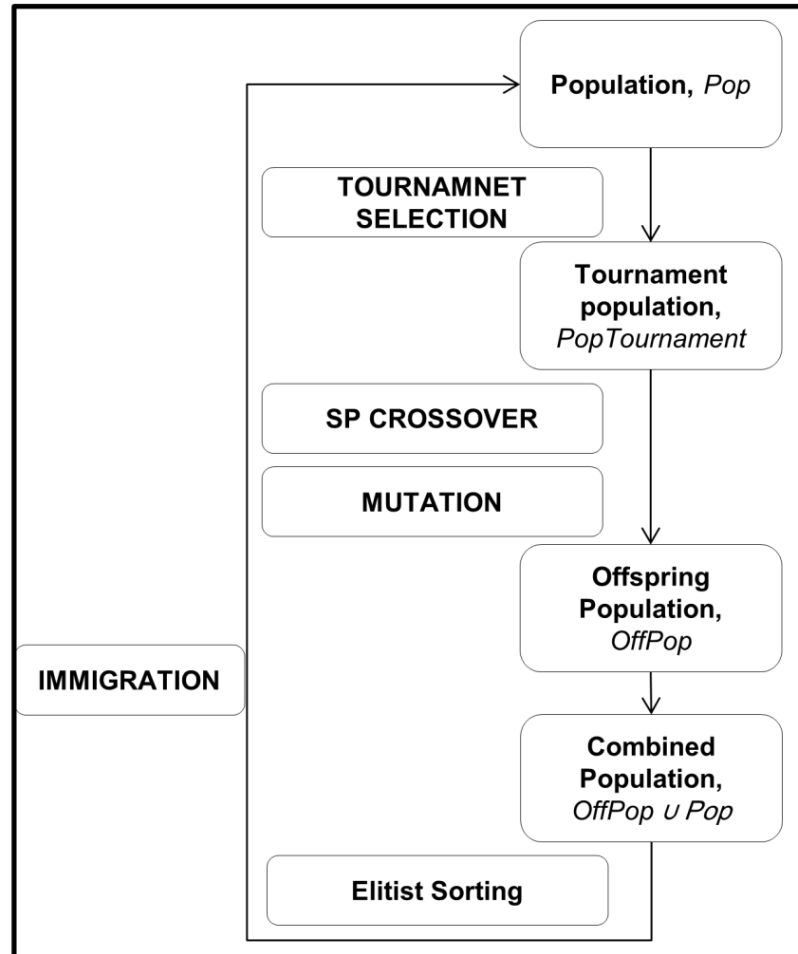 Population, Pop
TOURNAMNET
SELECTION
Tournament
population,
PopTournament
SP CROSSOVER
MUTATION
Offspring
Population,
OffPop
IMMIGRATION
Combined
Population,
OffPop ∪ Pop
Elitist Sorting